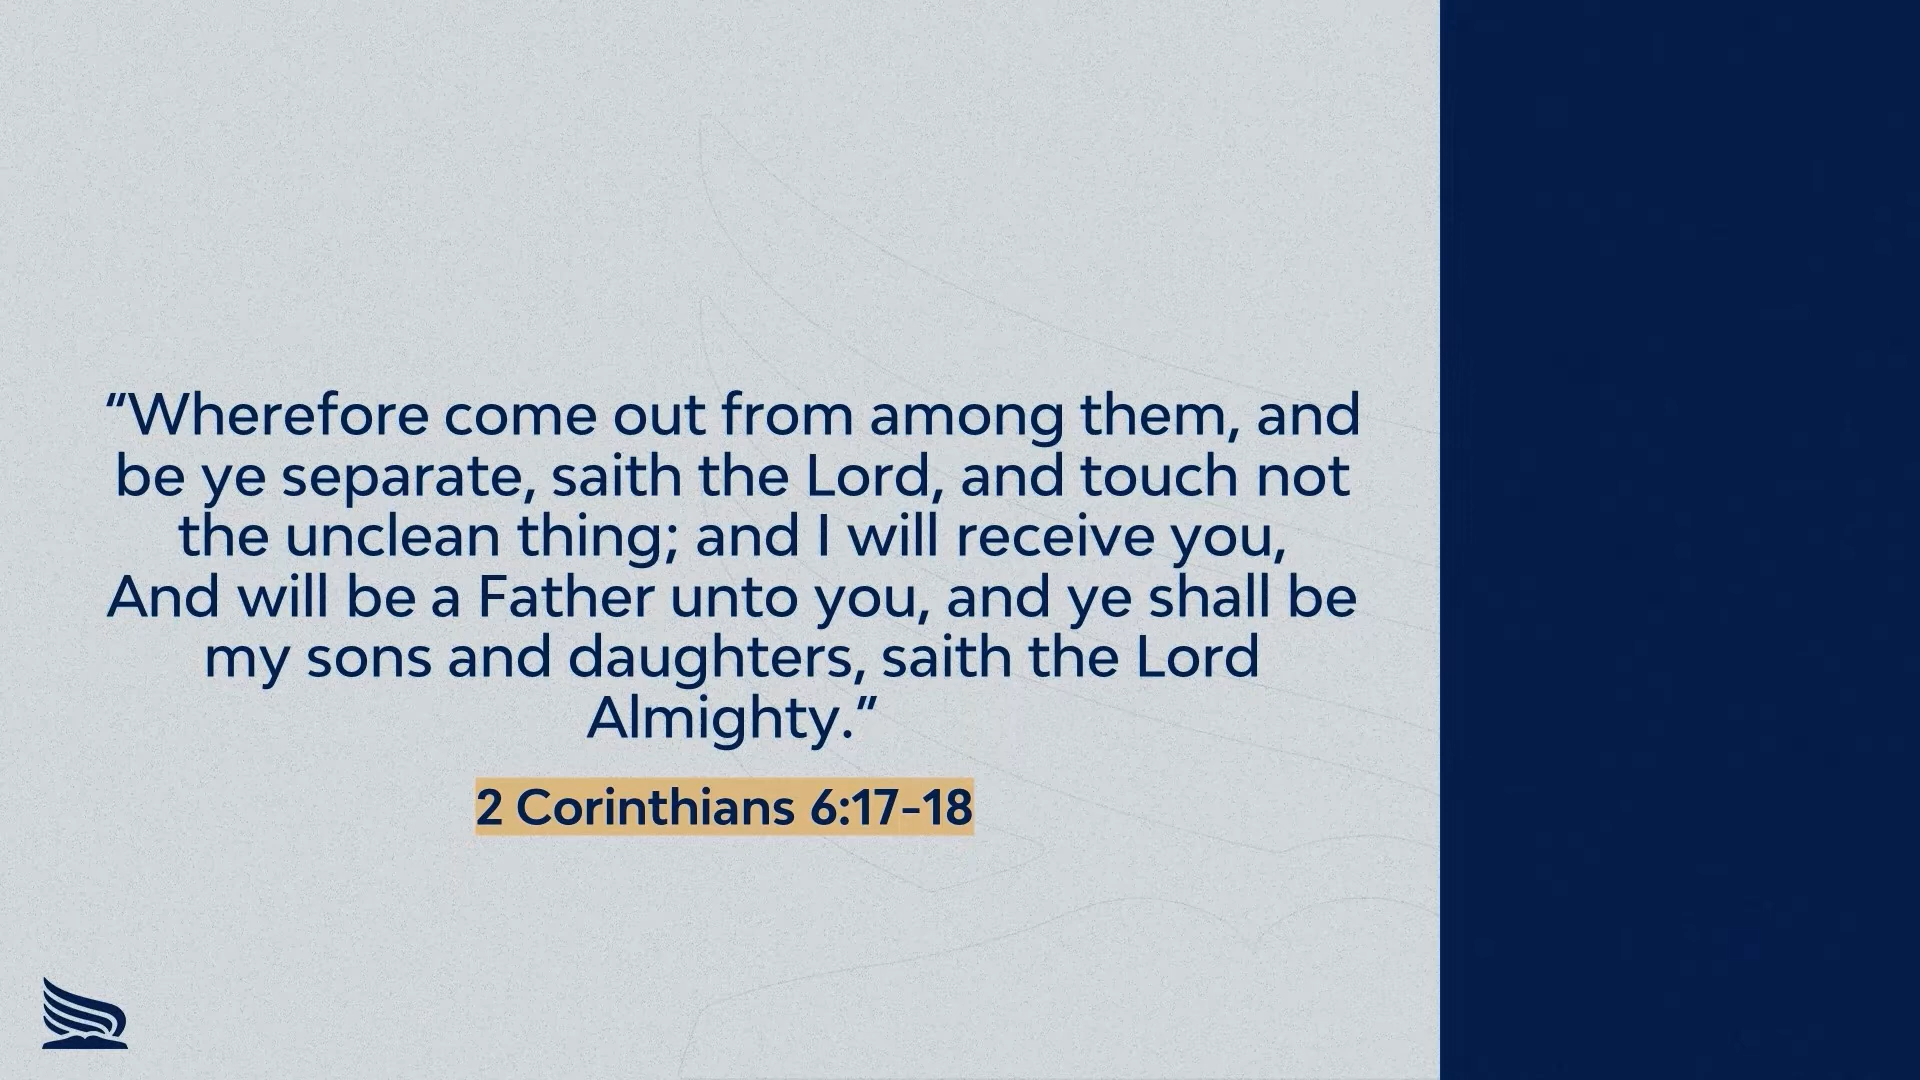 “Wherefore come out from among them, and
be ye separate, saith the Lord, and touch not
the unclean thing; and I will receive you,
And will be a Father unto you, and ye shall be
my sons and daughters, saith the Lord
Almighty.”
2 Corinthians 6:17-18